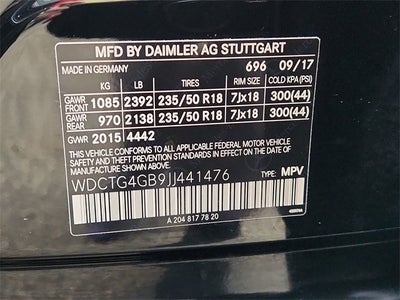 MFD BY DAIMLER AG STUTTGART
696 09/17
KG LB TIRES RIM SIZE COLD KPA(PSI)
GAWR FRONT 1085 2392 235/50 R18 7Jx18 300(44)
GAWR REAR 970 2138 235/50 R18 7Jx18 300(44)
GVWR 2015 4442
THIS VEHICLE CONFORMS TO ALL APPLICABLE FEDERAL MOTOR VEHICLE
SAFETY AND THEFT PREVENTION STANDARDS IN EFFECT ON THE DATE OF
MANUFACTURE SHOWN ABOVE.
WDCTG4GB9JJ441476 TYPE: MPV
A 204 817 78 20